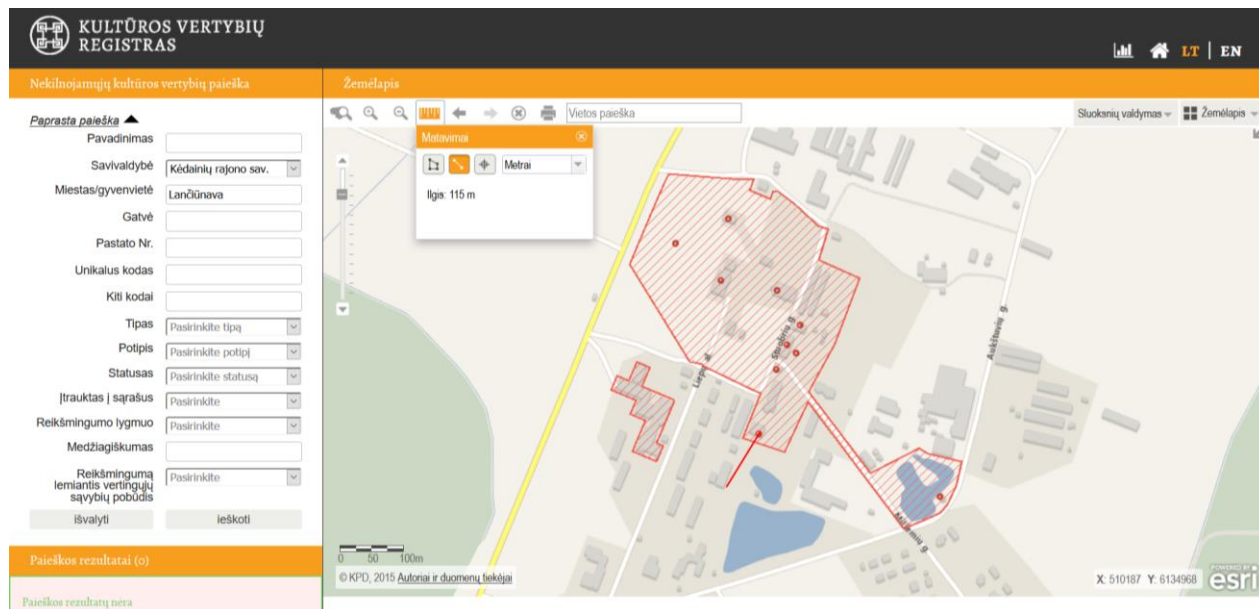 KULTŪROS VERTYBIŲ
REGISTRAS
LT | EN
Nekilnojamųjų kultūros vertybių paieška
Žemėlapis
Paprasta paieška
Pavadinimas
Savivaldybė
Kėdainių rajono sav.
Miestas/gyvenvietė
Lančiūnava
Gatvė
Pastato Nr.
Unikalus kodas
Kiti kodai
Tipas
Pasirinkite tipą
Potipis
Pasirinkite potipį
Statusas
Pasirinkite statusą
Įtrauktas į sąrašus
Pasirinkite
Reikšmingumo lygmuo
Pasirinkite
Medžiagiškumas
Reikšmingumą
lemiantis vertingųjų
savybių pobūdis
Pasirinkite
išvalyti
ieškoti
Paieškos rezultatai (0)
Paieškos rezultatų nėra
Vietos paieška
Sluoksnių valdymas
Žemėlapis
Matavimai
Metrai
Ilgis: 115 m
Liepų al.
Aukštuvių g.
0 50 100m
© KPD, 2015 Autoriai ir duomenų tiekėjai
X: 510187 Y: 6134968
POWERED BY
esri